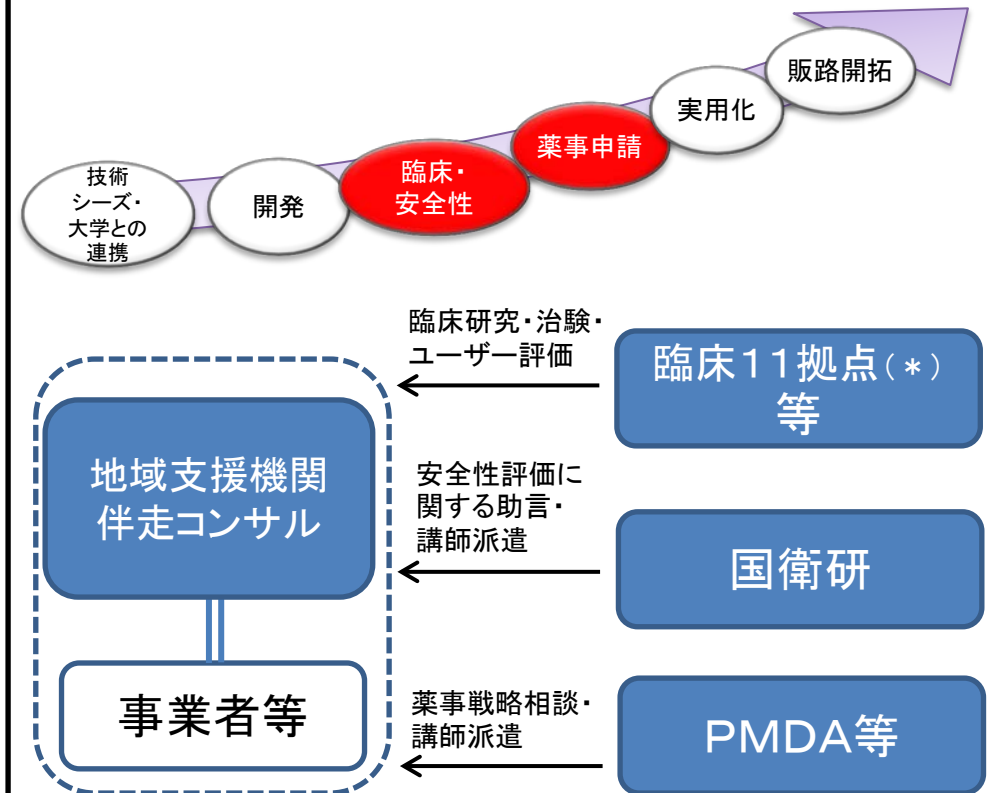 技術
シーズ・
大学との
連携
開発
臨床・
安全性
薬事申請
実用化
販路開拓
臨床研究・治験・
ユーザー評価
臨床11拠点(*)
等
地域支援機関
伴走コンサル
安全性評価に
関する助言・
講師派遣
国衛研
事業者等
薬事戦略相談・
講師派遣
PMDA等